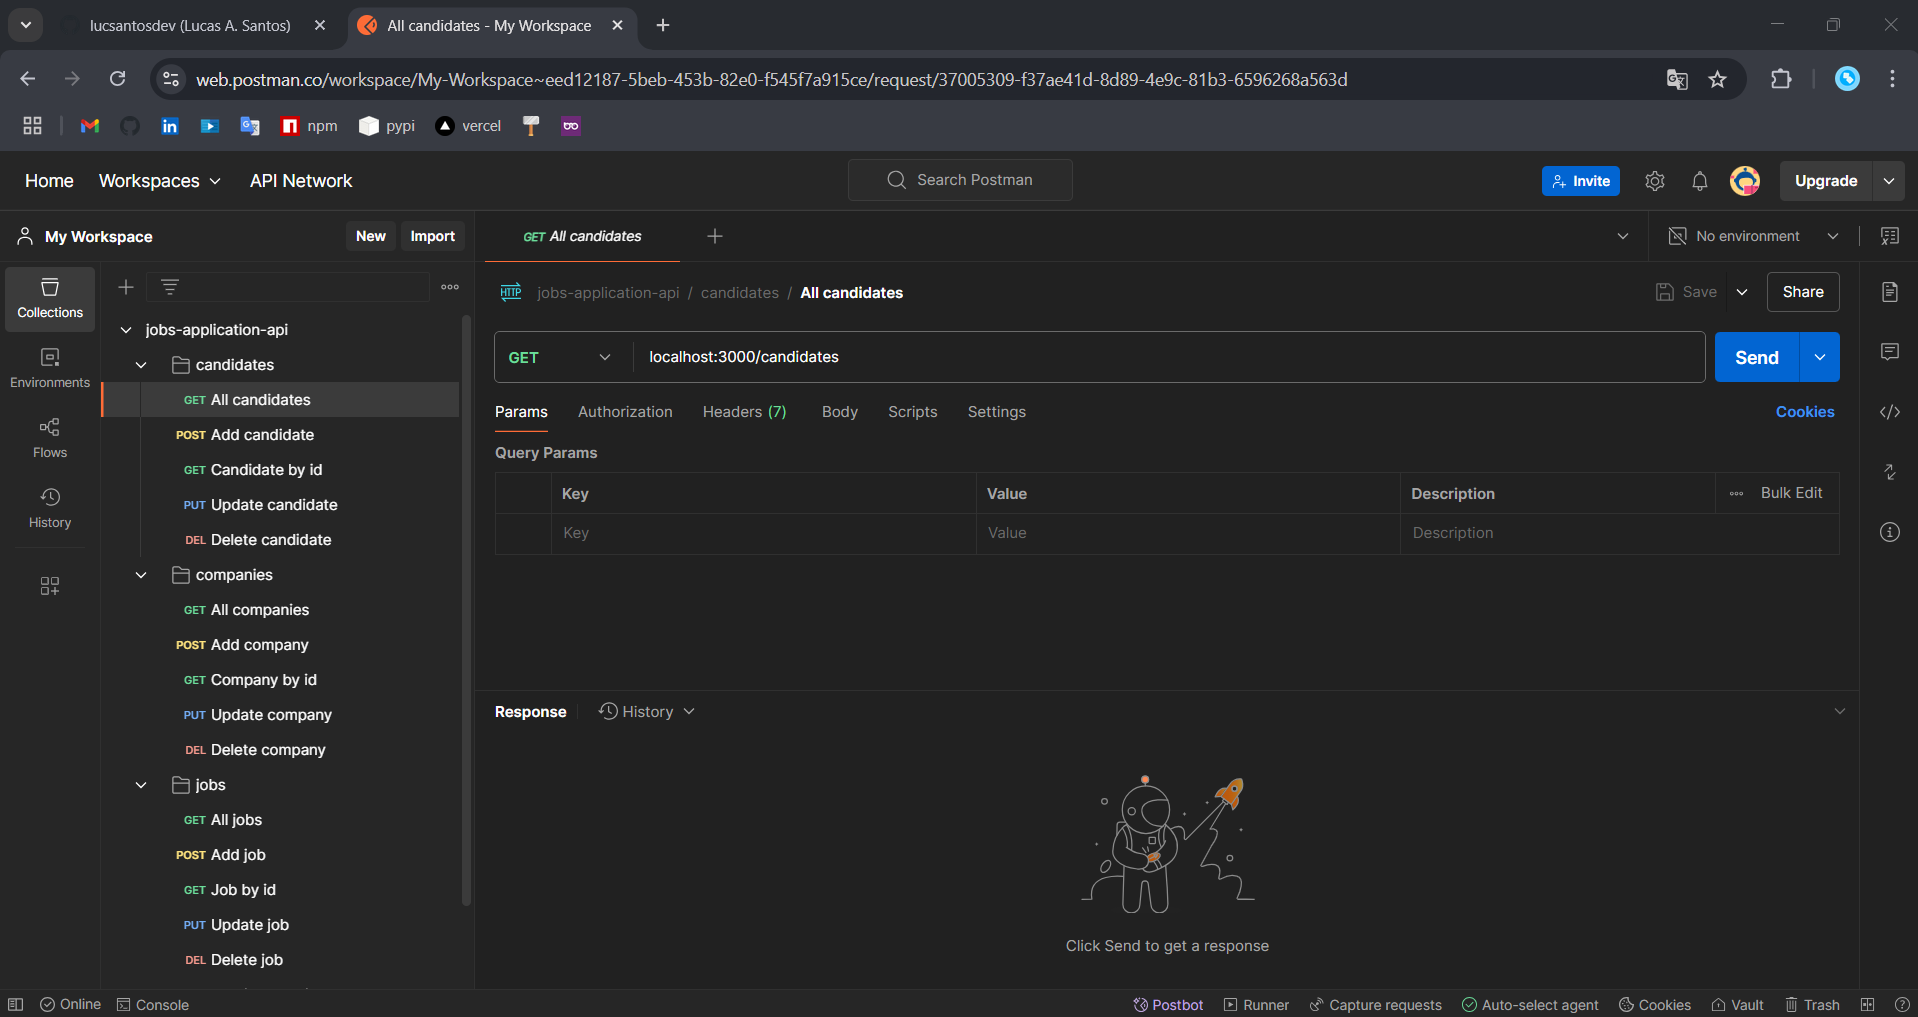 lucsantosdev (Lucas A. Santos)
All candidates - My Workspace
web.postman.co/workspace/My-Workspace~eed12187-5beb-453b-82e0-f545f7a915ce/request/37005309-f37ae41d-8d89-4e9c-81b3-6596268a563d
npm
pypi
vercel
Home
Workspaces
API Network
Search Postman
Invite
Upgrade
My Workspace
New
Import
GET All candidates
No environment
Collections
Environments
Flows
History
jobs-application-api
candidates
GET All candidates
POST Add candidate
GET Candidate by id
PUT Update candidate
DEL Delete candidate
companies
GET All companies
POST Add company
GET Company by id
PUT Update company
DEL Delete company
jobs
GET All jobs
POST Add job
GET Job by id
PUT Update job
DEL Delete job
HTTP jobs-application-api / candidates / All candidates
Save
Share
GET
localhost:3000/candidates
Send
Params
Authorization
Headers (7)
Body
Scripts
Settings
Cookies
Query Params
Key
Value
Description
Bulk Edit
Key
Value
Description
Response
History
Click Send to get a response
Online
Console
Postbot
Runner
Capture requests
Auto-select agent
Cookies
Vault
Trash